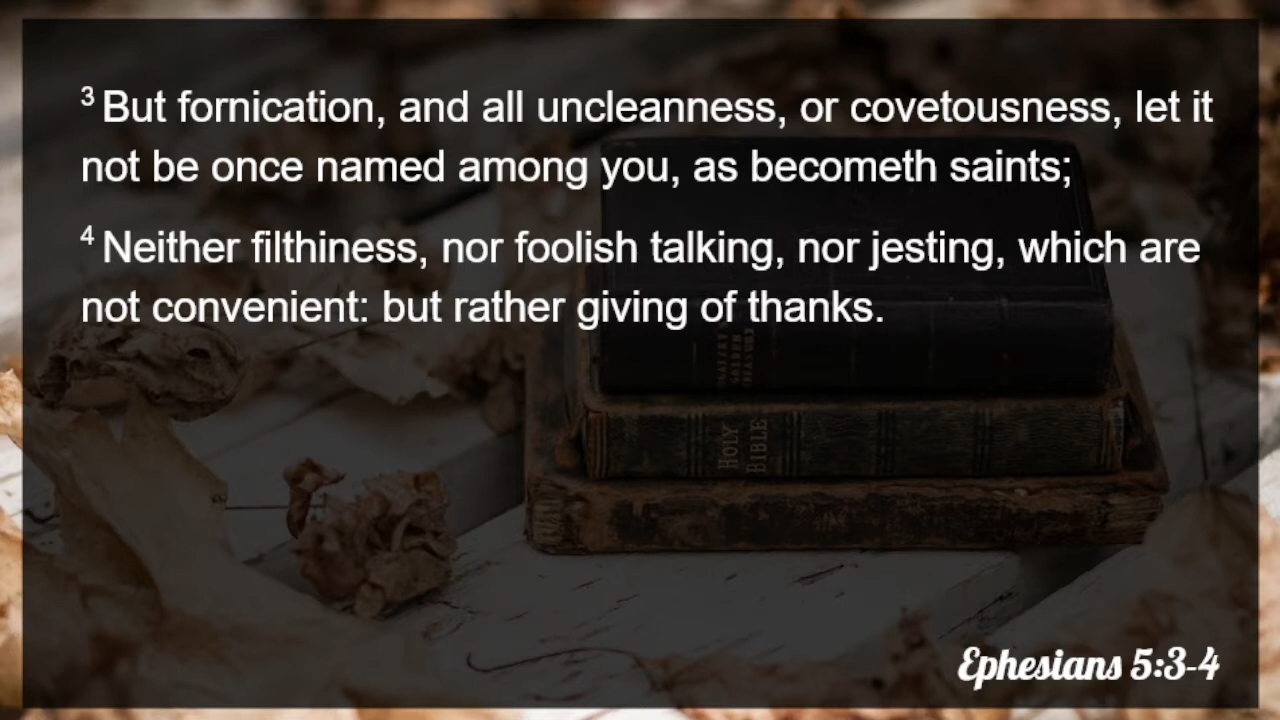 3 But fornication, and all uncleanness, or covetousness, let it
not be once named among you, as becometh saints;
4 Neither filthiness, nor foolish talking, nor jesting, which are
not convenient: but rather giving of thanks.
HOLY
BIBLE
Ephesians 5:3-4